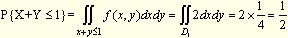 P{X+Y ≤1} = ∬_{x+y≤1} f(x,y)dxdy = ∬_{D₁} 2dxdy = 2×1/4 = 1/2